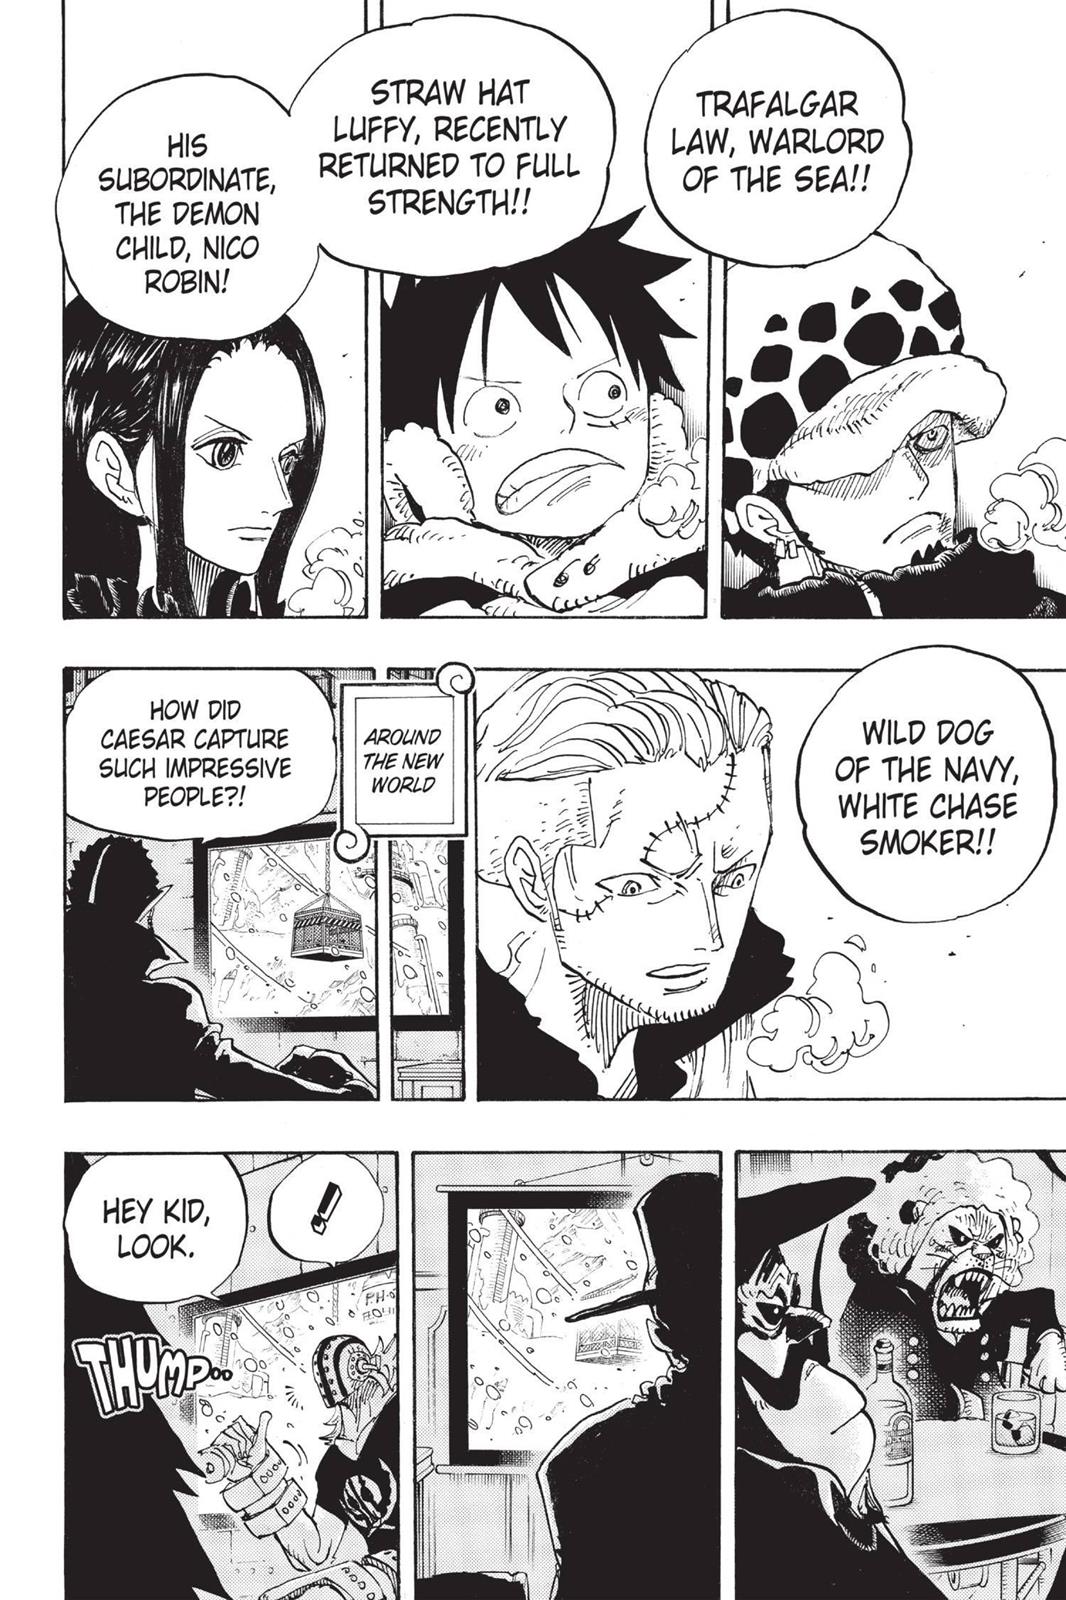 TRAFALGAR
LAW, WARLORD
OF THE SEA!!
STRAW HAT
LUFFY, RECENTLY
RETURNED TO FULL
STRENGTH!!
HIS
SUBORDINATE,
THE DEMON
CHILD, NICO
ROBIN!
WILD DOG
OF THE NAVY,
WHITE CHASE
SMOKER!!
AROUND
THE NEW
WORLD
HOW DID
CAESAR CAPTURE
SUCH IMPRESSIVE
PEOPLE?!
!
HEY KID,
LOOK.
THUMP...